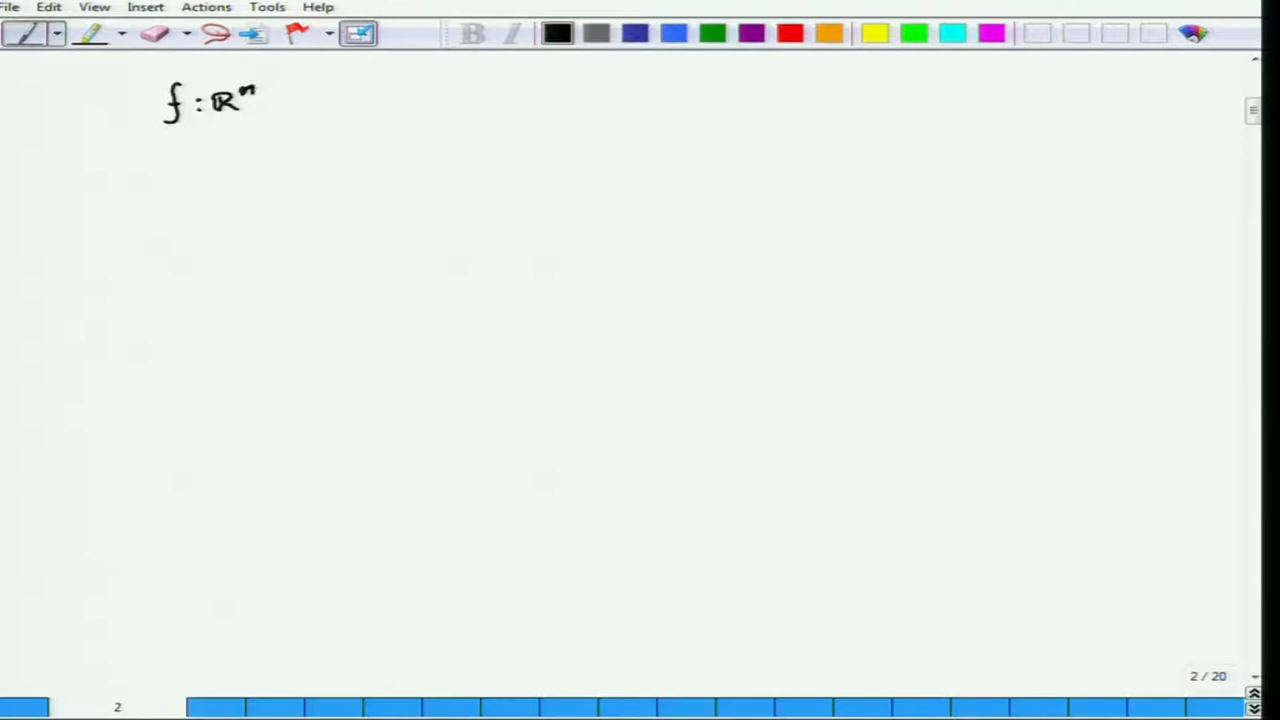 File Edit View Insert Actions Tools Help
B I
f : ℝⁿ
2 / 20
2